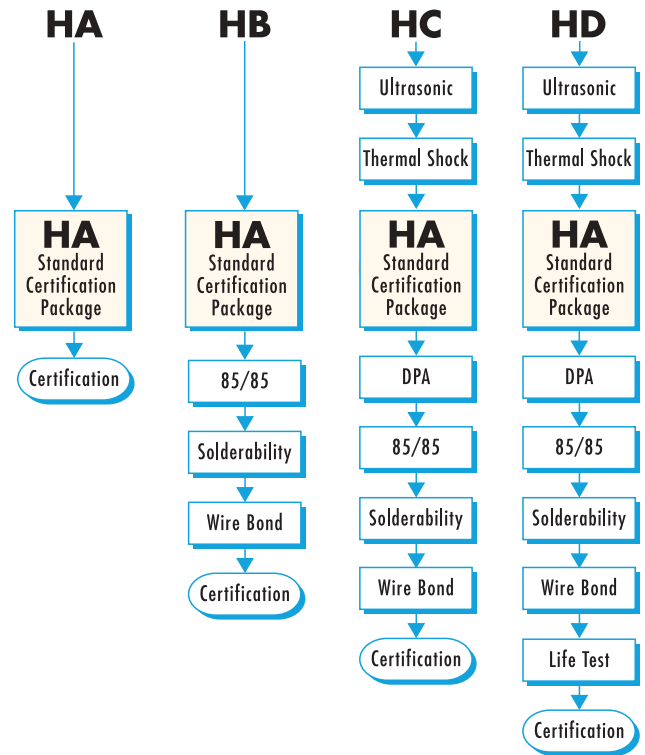 HA
HB
HC
HD
Ultrasonic
Ultrasonic
Thermal Shock
Thermal Shock
HA
Standard
Certification
Package
HA
Standard
Certification
Package
HA
Standard
Certification
Package
HA
Standard
Certification
Package
Certification
85/85
DPA
DPA
Solderability
85/85
85/85
Wire Bond
Solderability
Solderability
Certification
Wire Bond
Wire Bond
Certification
Life Test
Certification